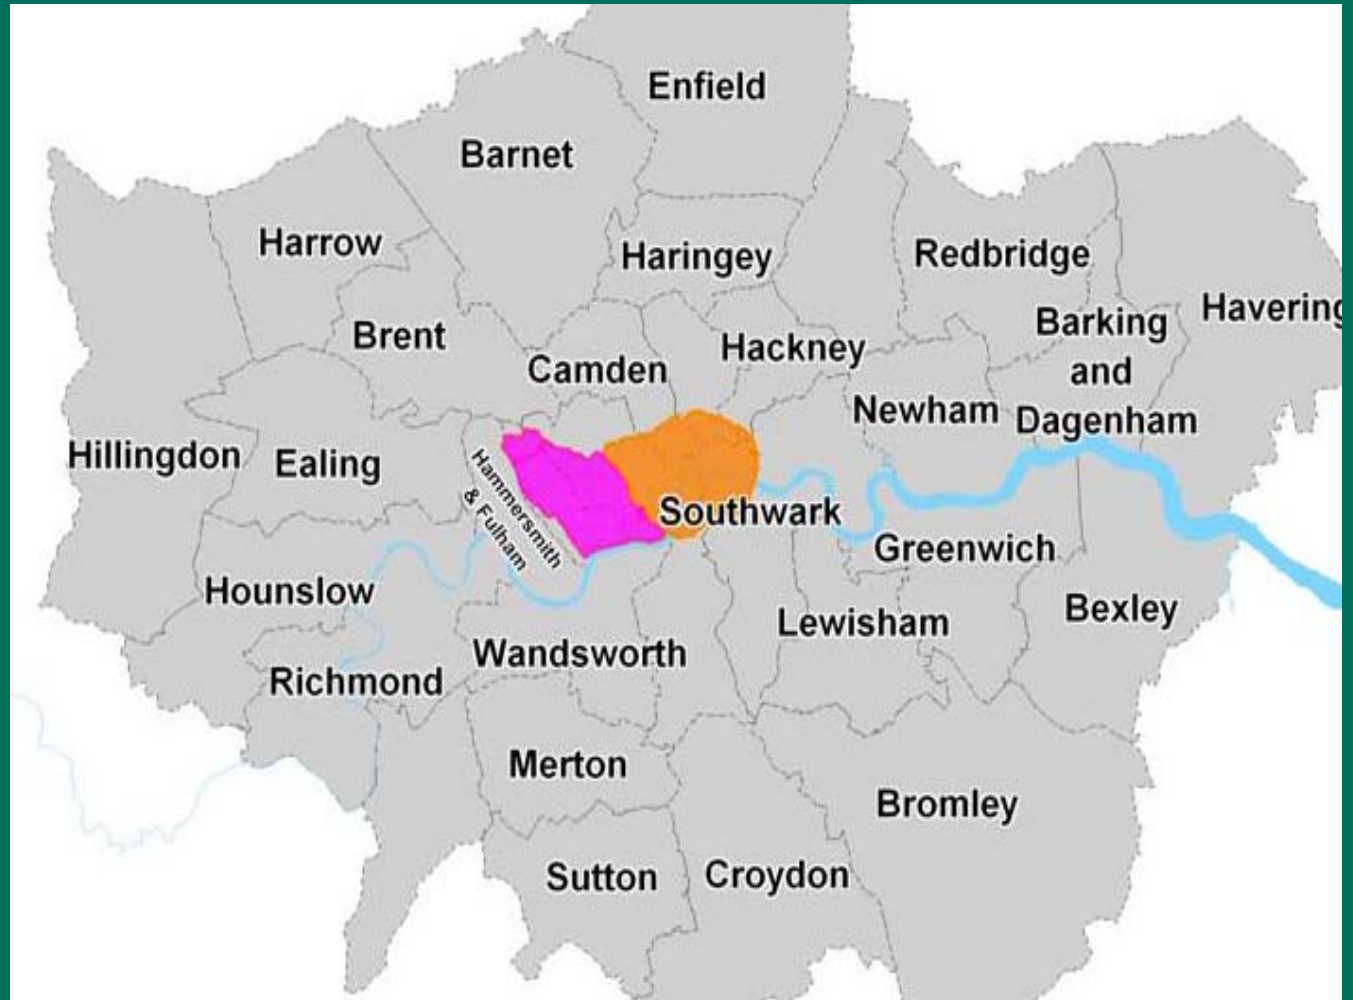 Enfield
Barnet
Harrow
Haringey
Redbridge
Havering
Brent
Barking
and
Dagenham
Hackney
Camden
Newham
Hillingdon
Ealing
Hammersmith
& Fulham
Southwark
Greenwich
Hounslow
Bexley
Lewisham
Wandsworth
Richmond
Merton
Bromley
Sutton
Croydon